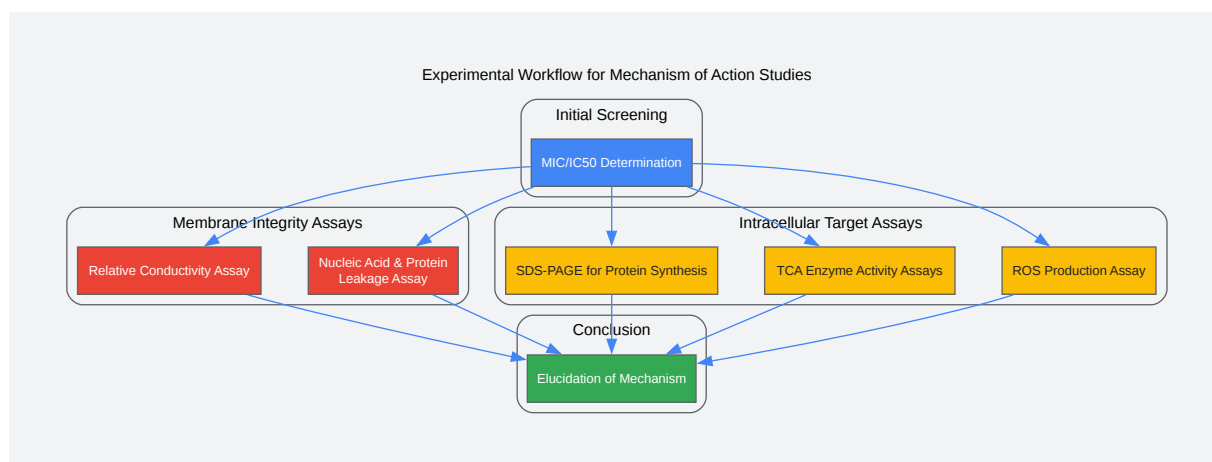 Experimental Workflow for Mechanism of Action Studies
Initial Screening
MIC/IC50 Determination
Membrane Integrity Assays
Intracellular Target Assays
Relative Conductivity Assay
Nucleic Acid & Protein
Leakage Assay
SDS-PAGE for Protein Synthesis
TCA Enzyme Activity Assays
ROS Production Assay
Conclusion
Elucidation of Mechanism